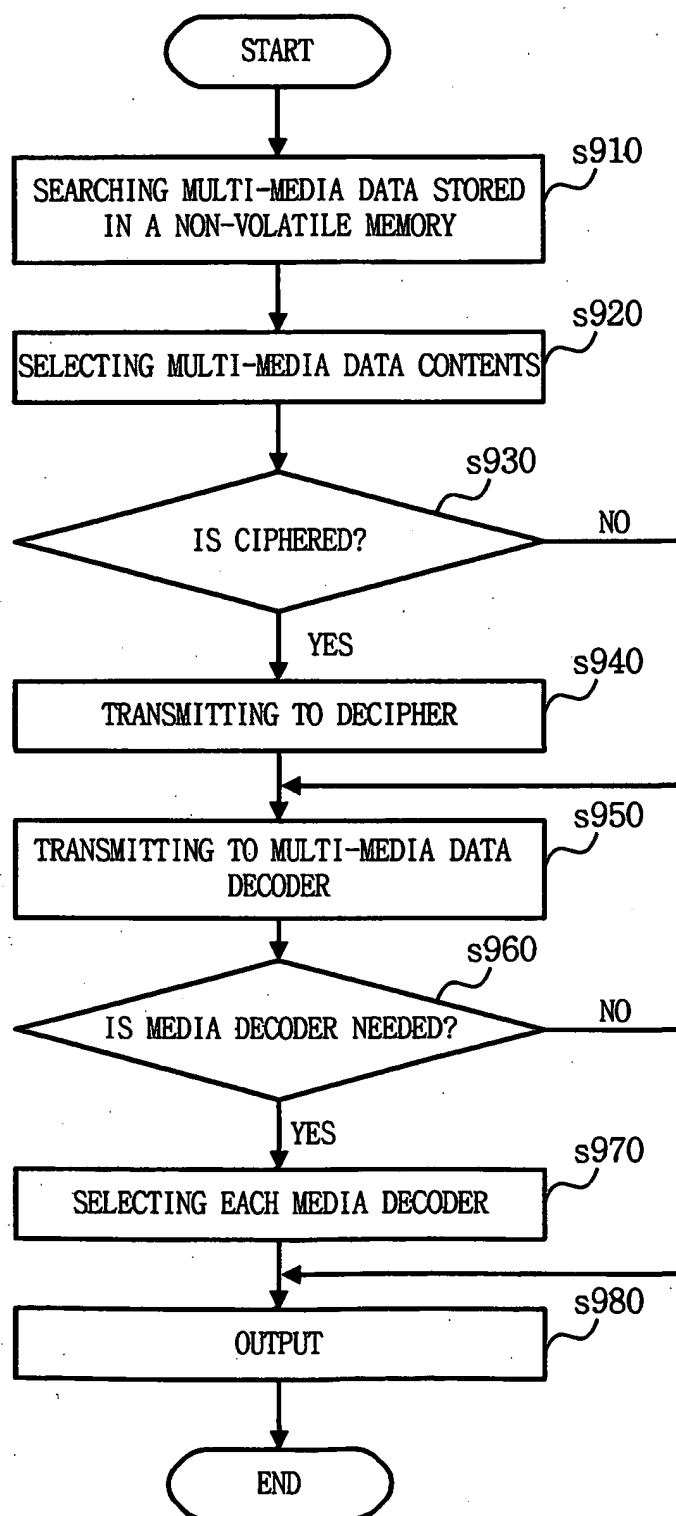 START
s910
SEARCHING MULTI-MEDIA DATA STORED
IN A NON-VOLATILE MEMORY
s920
SELECTING MULTI-MEDIA DATA CONTENTS
s930
IS CIPHERED?
NO
YES
s940
TRANSMITTING TO DECIPHER
s950
TRANSMITTING TO MULTI-MEDIA DATA
DECODER
s960
IS MEDIA DECODER NEEDED?
NO
YES
s970
SELECTING EACH MEDIA DECODER
s980
OUTPUT
END